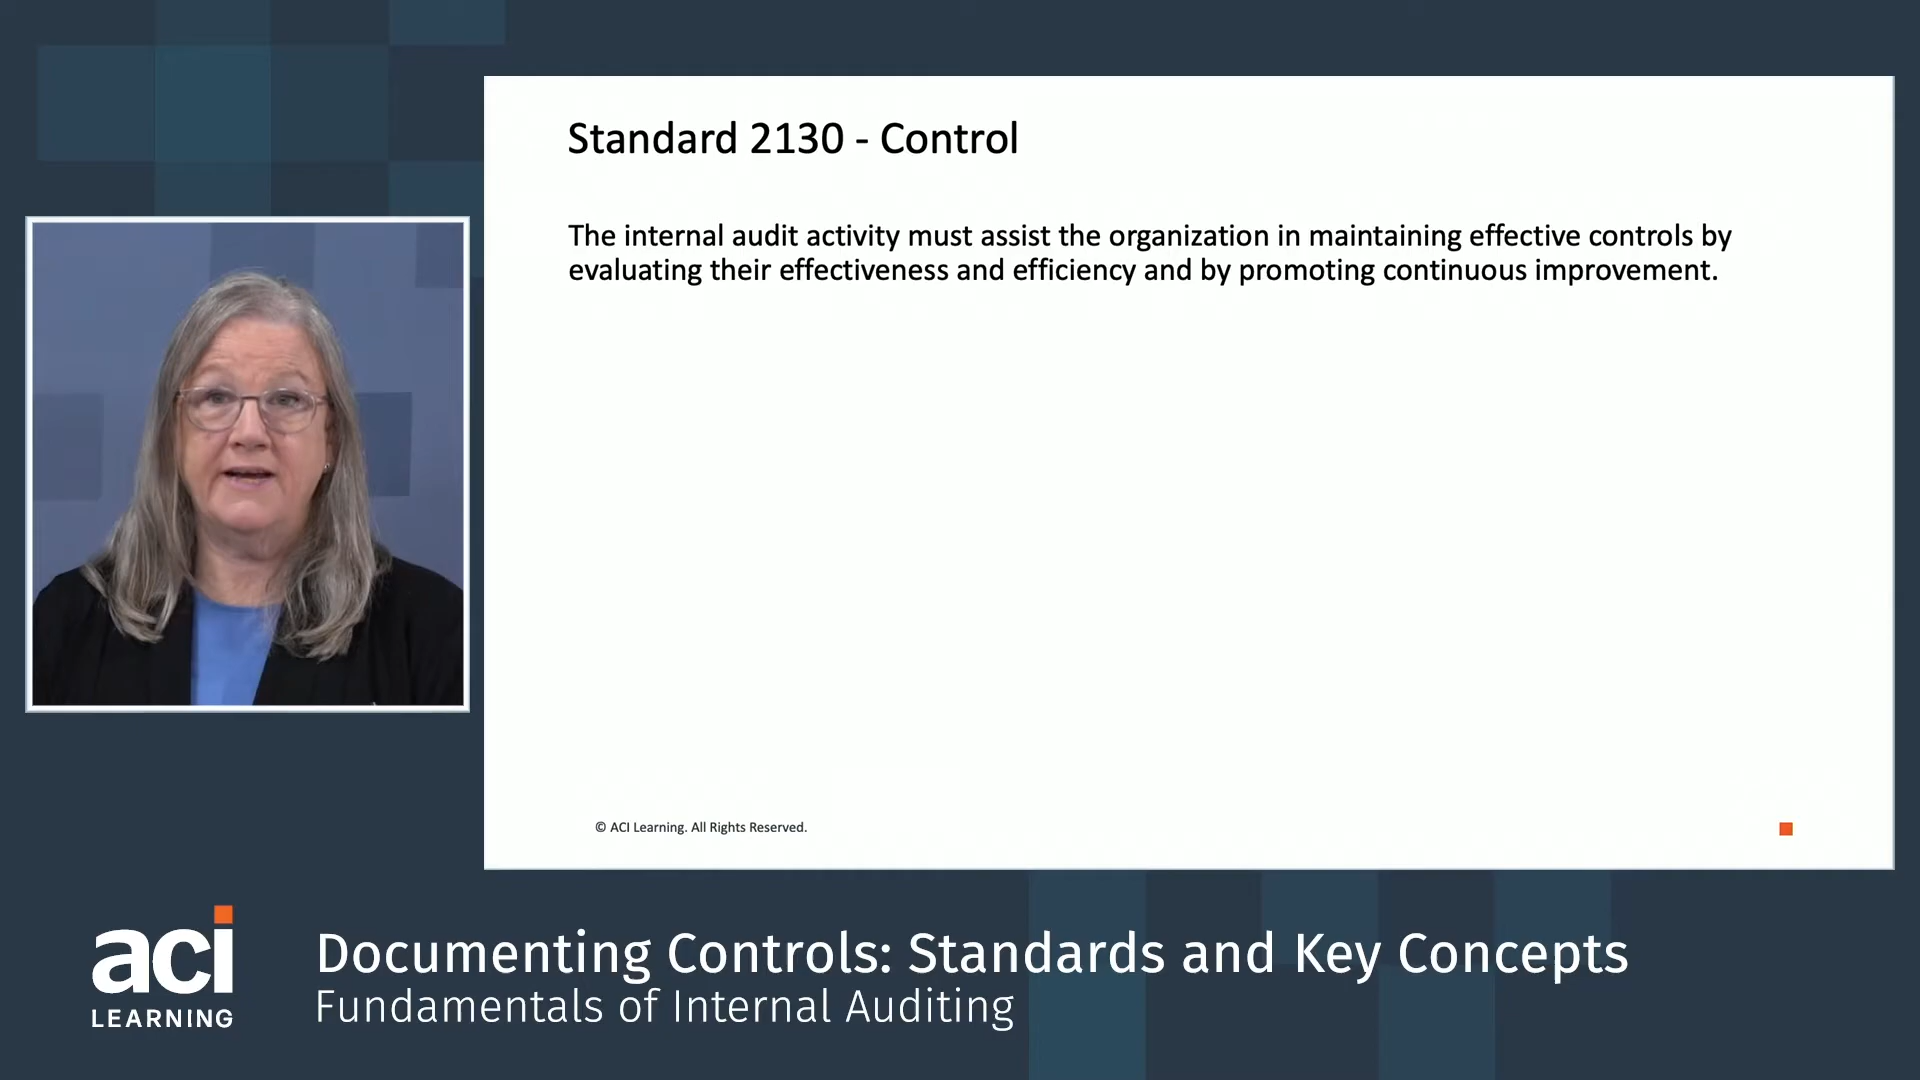 Standard 2130 - Control
The internal audit activity must assist the organization in maintaining effective controls by
evaluating their effectiveness and efficiency and by promoting continuous improvement.
© ACI Learning. All Rights Reserved.
aci
LEARNING
Documenting Controls: Standards and Key Concepts
Fundamentals of Internal Auditing